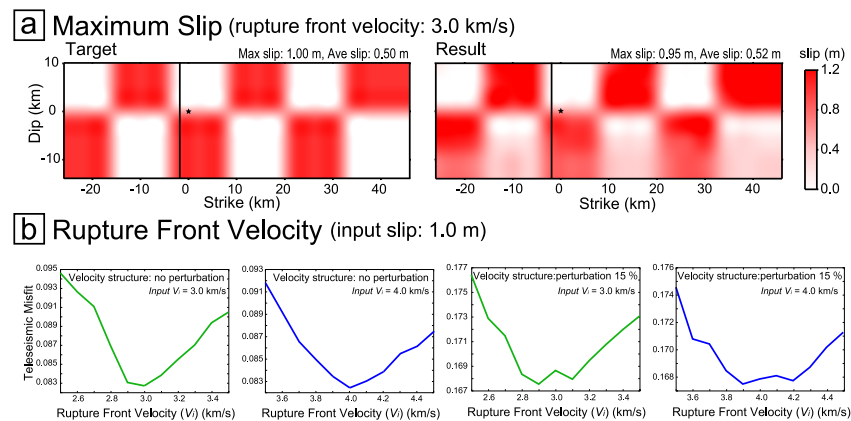 a Maximum Slip (rupture front velocity: 3.0 km/s)
Target
Max slip: 1.00 m, Ave slip: 0.50 m
Result
Max slip: 0.95 m, Ave slip: 0.52 m
slip (m)
10
0
-10
Dip (km)
-20 0 10 20 30 40
Strike (km)
-20 0 10 20 30 40
Strike (km)
1.2
0.8
0.4
0.0
b Rupture Front Velocity (input slip: 1.0 m)
Teleseismic Misfit
0.095
0.093
0.091
0.089
0.087
0.085
0.083
Velocity structure: no perturbation
Input Vi = 3.0 km/s
2.6 2.8 3.0 3.2 3.4
Rupture Front Velocity (Vi) (km/s)
0.093
0.091
0.089
0.087
0.085
0.083
Velocity structure: no perturbation
Input Vi = 4.0 km/s
3.6 3.8 4.0 4.2 4.4
Rupture Front Velocity (Vi) (km/s)
0.177
0.175
0.173
0.171
0.169
0.167
Velocity structure:perturbation 15 %
Input Vi = 3.0 km/s
2.6 2.8 3.0 3.2 3.4
Rupture Front Velocity (Vi) (km/s)
0.176
0.174
0.172
0.170
0.168
Velocity structure:perturbation 15 %
Input Vi = 4.0 km/s
3.6 3.8 4.0 4.2 4.4
Rupture Front Velocity (Vi) (km/s)